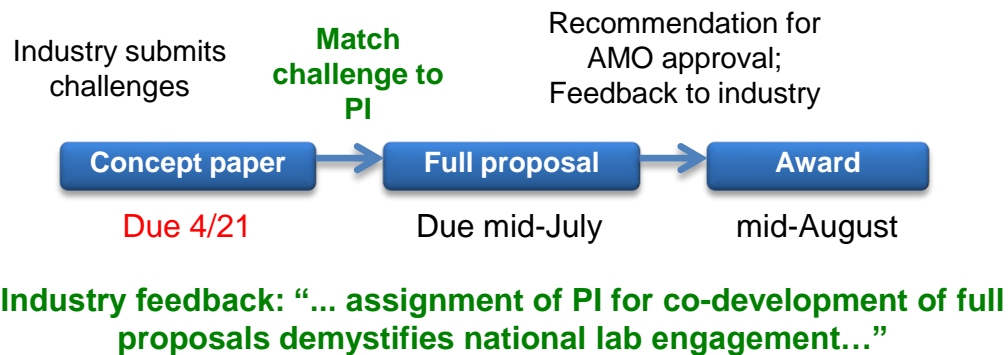 Industry submits
challenges
Match
challenge to
PI
Recommendation for
AMO approval;
Feedback to industry
Concept paper
Full proposal
Award
Due 4/21
Due mid-July
mid-August
Industry feedback: “... assignment of PI for co-development of full
proposals demystifies national lab engagement…”